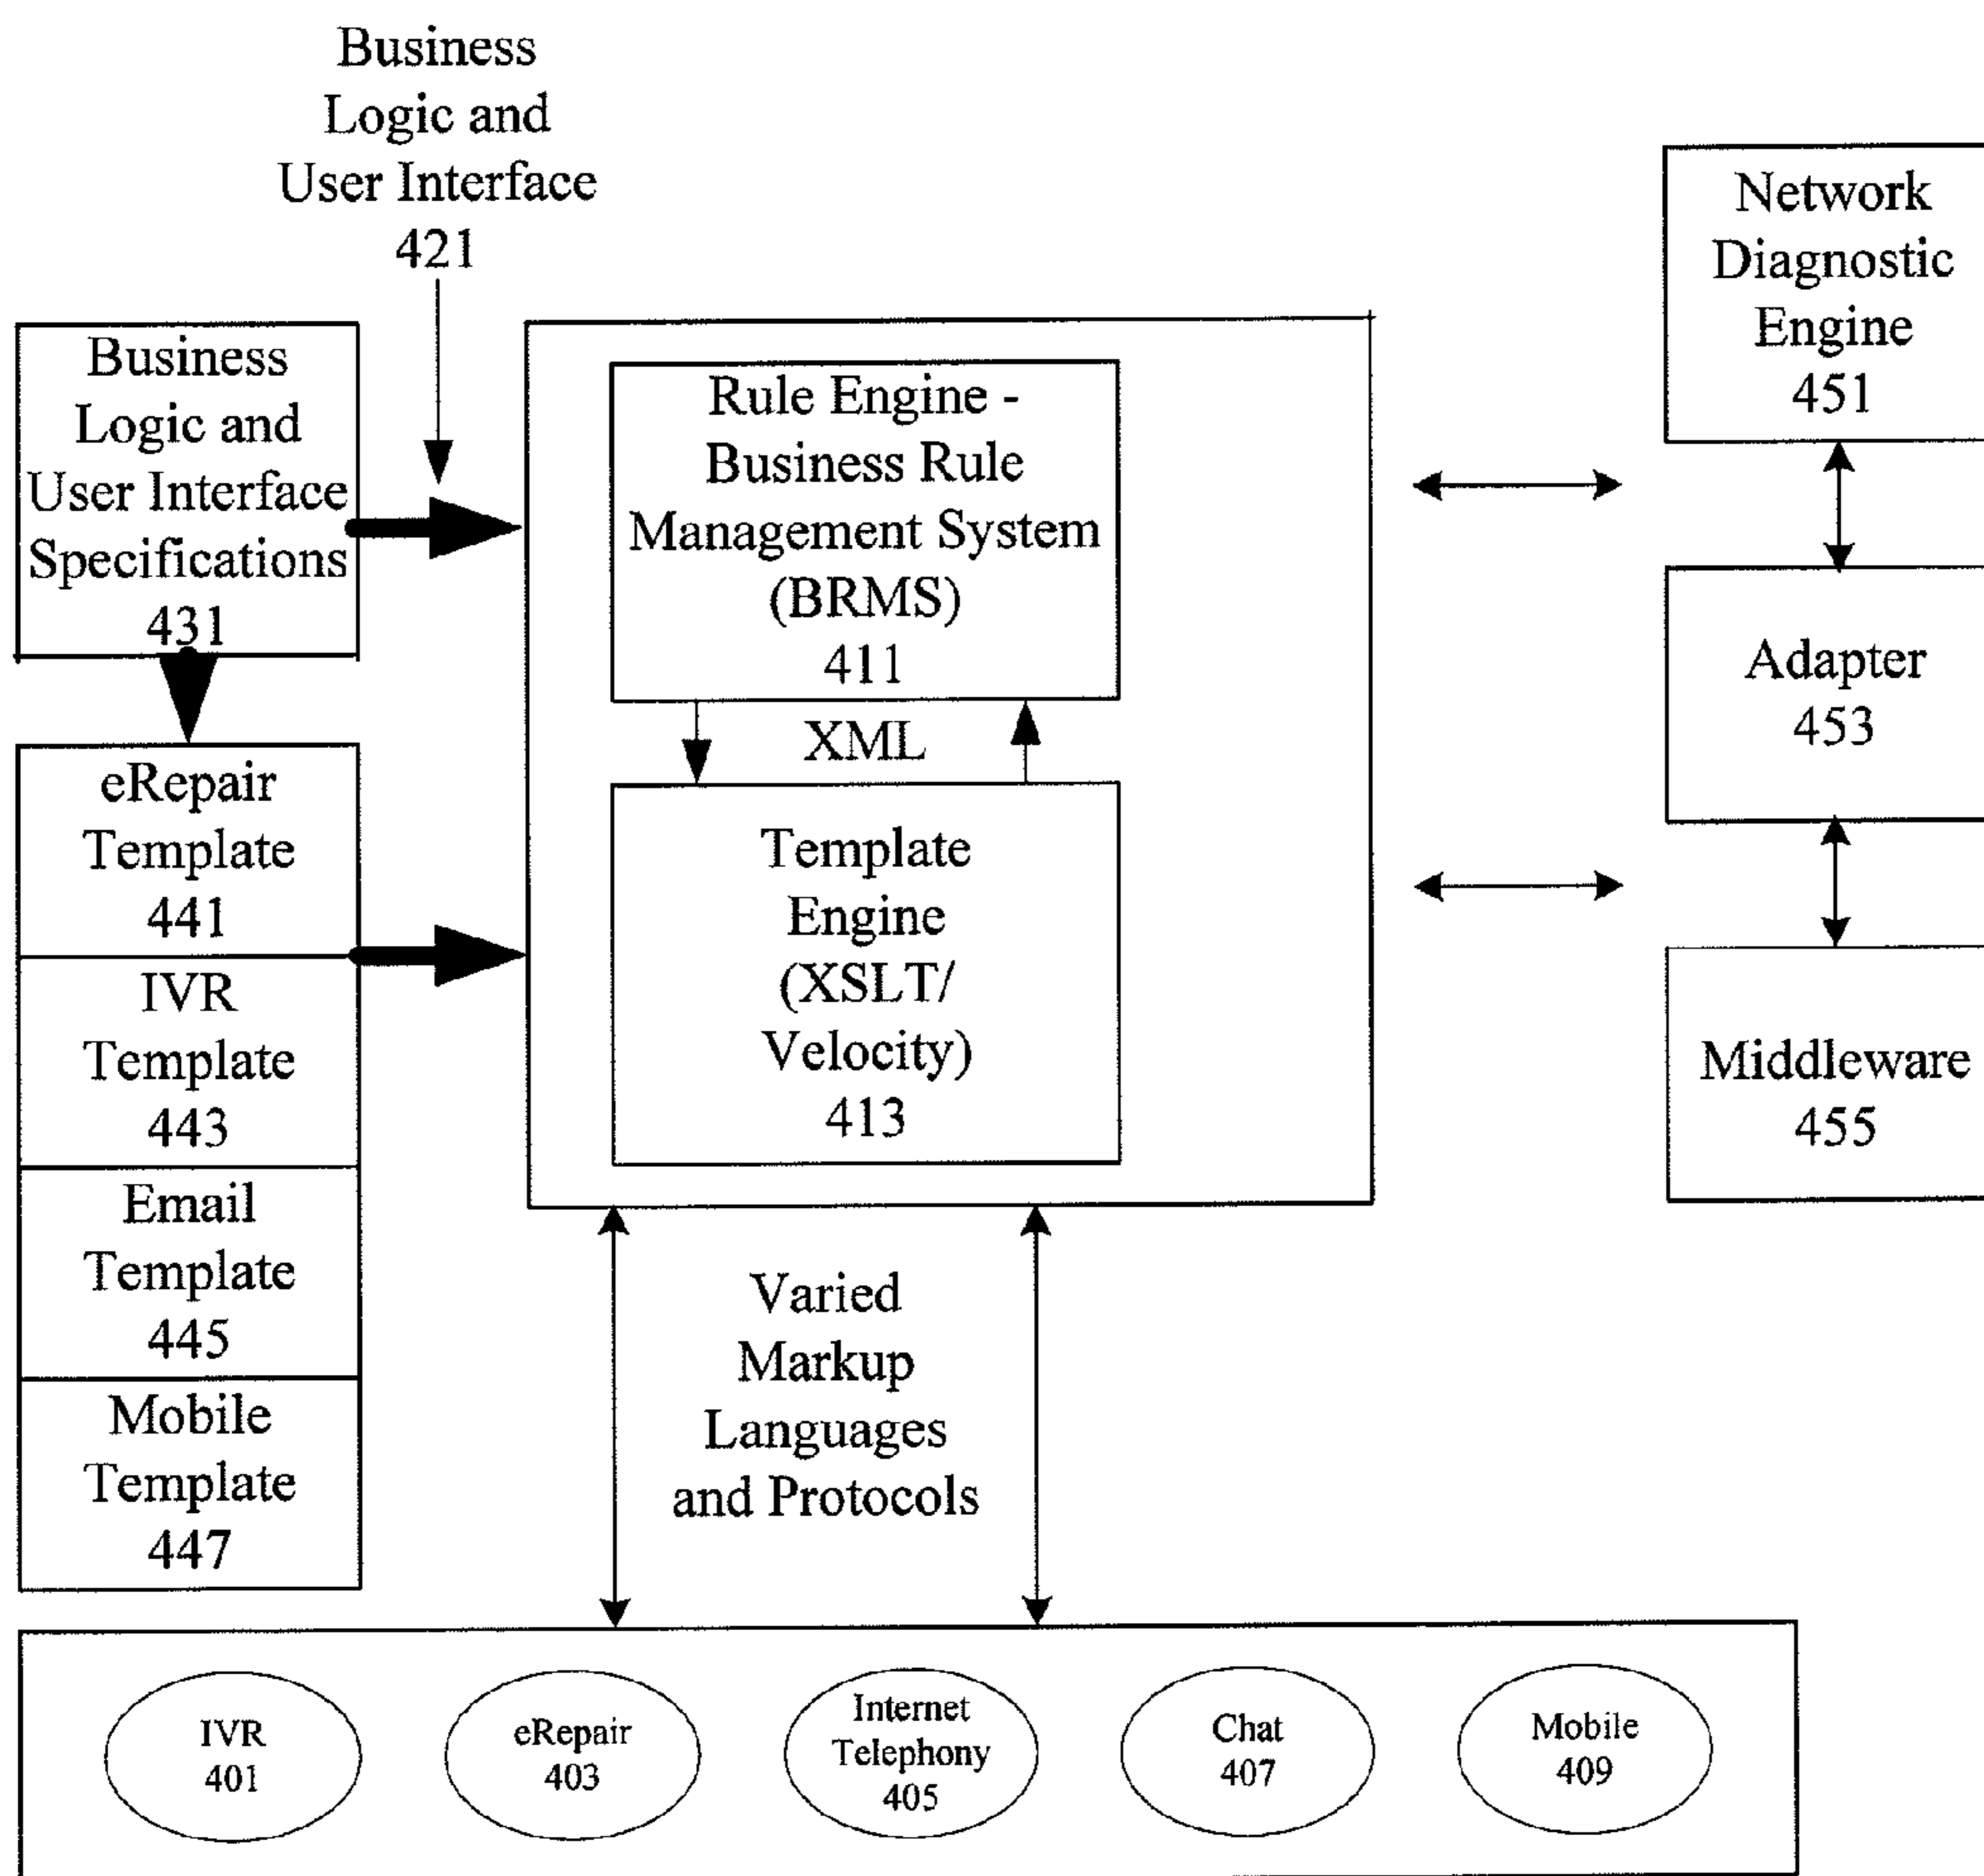 Business
Logic and
User Interface
421
Business
Logic and
User Interface
Specifications
431
eRepair
Template
441
IVR
Template
443
Email
Template
445
Mobile
Template
447
Rule Engine -
Business Rule
Management System
(BRMS)
411
XML
Template
Engine
(XSLT/
Velocity)
413
Network
Diagnostic
Engine
451
Adapter
453
Middleware
455
Varied
Markup
Languages
and Protocols
IVR
401
eRepair
403
Internet
Telephony
405
Chat
407
Mobile
409